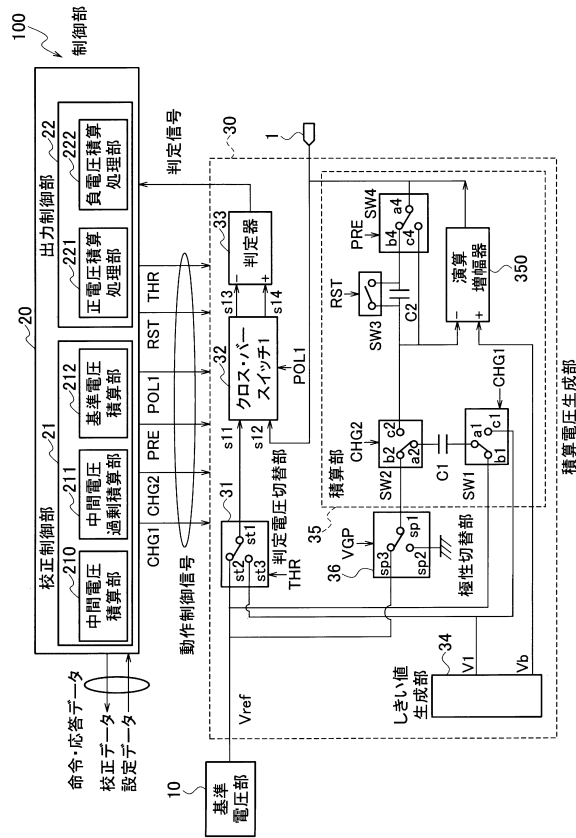 100
制御部
20
校正制御部
21
210
中間電圧
積算部
211
中間電圧
過剰積算部
212
基準電圧
積算部
出力制御部
22
221
正電圧積算
処理部
222
負電圧積算
処理部
命令・応答データ
校正データ
設定データ
CHG1
CHG2
PRE
POL1
RST
THR
動作制御信号
判定信号
30
10
基準
電圧部
Vref
31
st1
st2
st3
THR
判定電圧切替部
s11
s12
32
クロス・バー
スイッチ1
POL1
s13
s14
33
判定器
−
+
1
36
VGP
sp1
sp2
sp3
極性切替部
35
積算部
CHG2
SW2
b2
c2
a2
C1
SW1
a1
b1
c1
CHG1
RST
SW3
C2
PRE
SW4
b4
a4
c4
−
+
演算
増幅器
350
積算電圧生成部
34
しきい値
生成部
V1
Vb